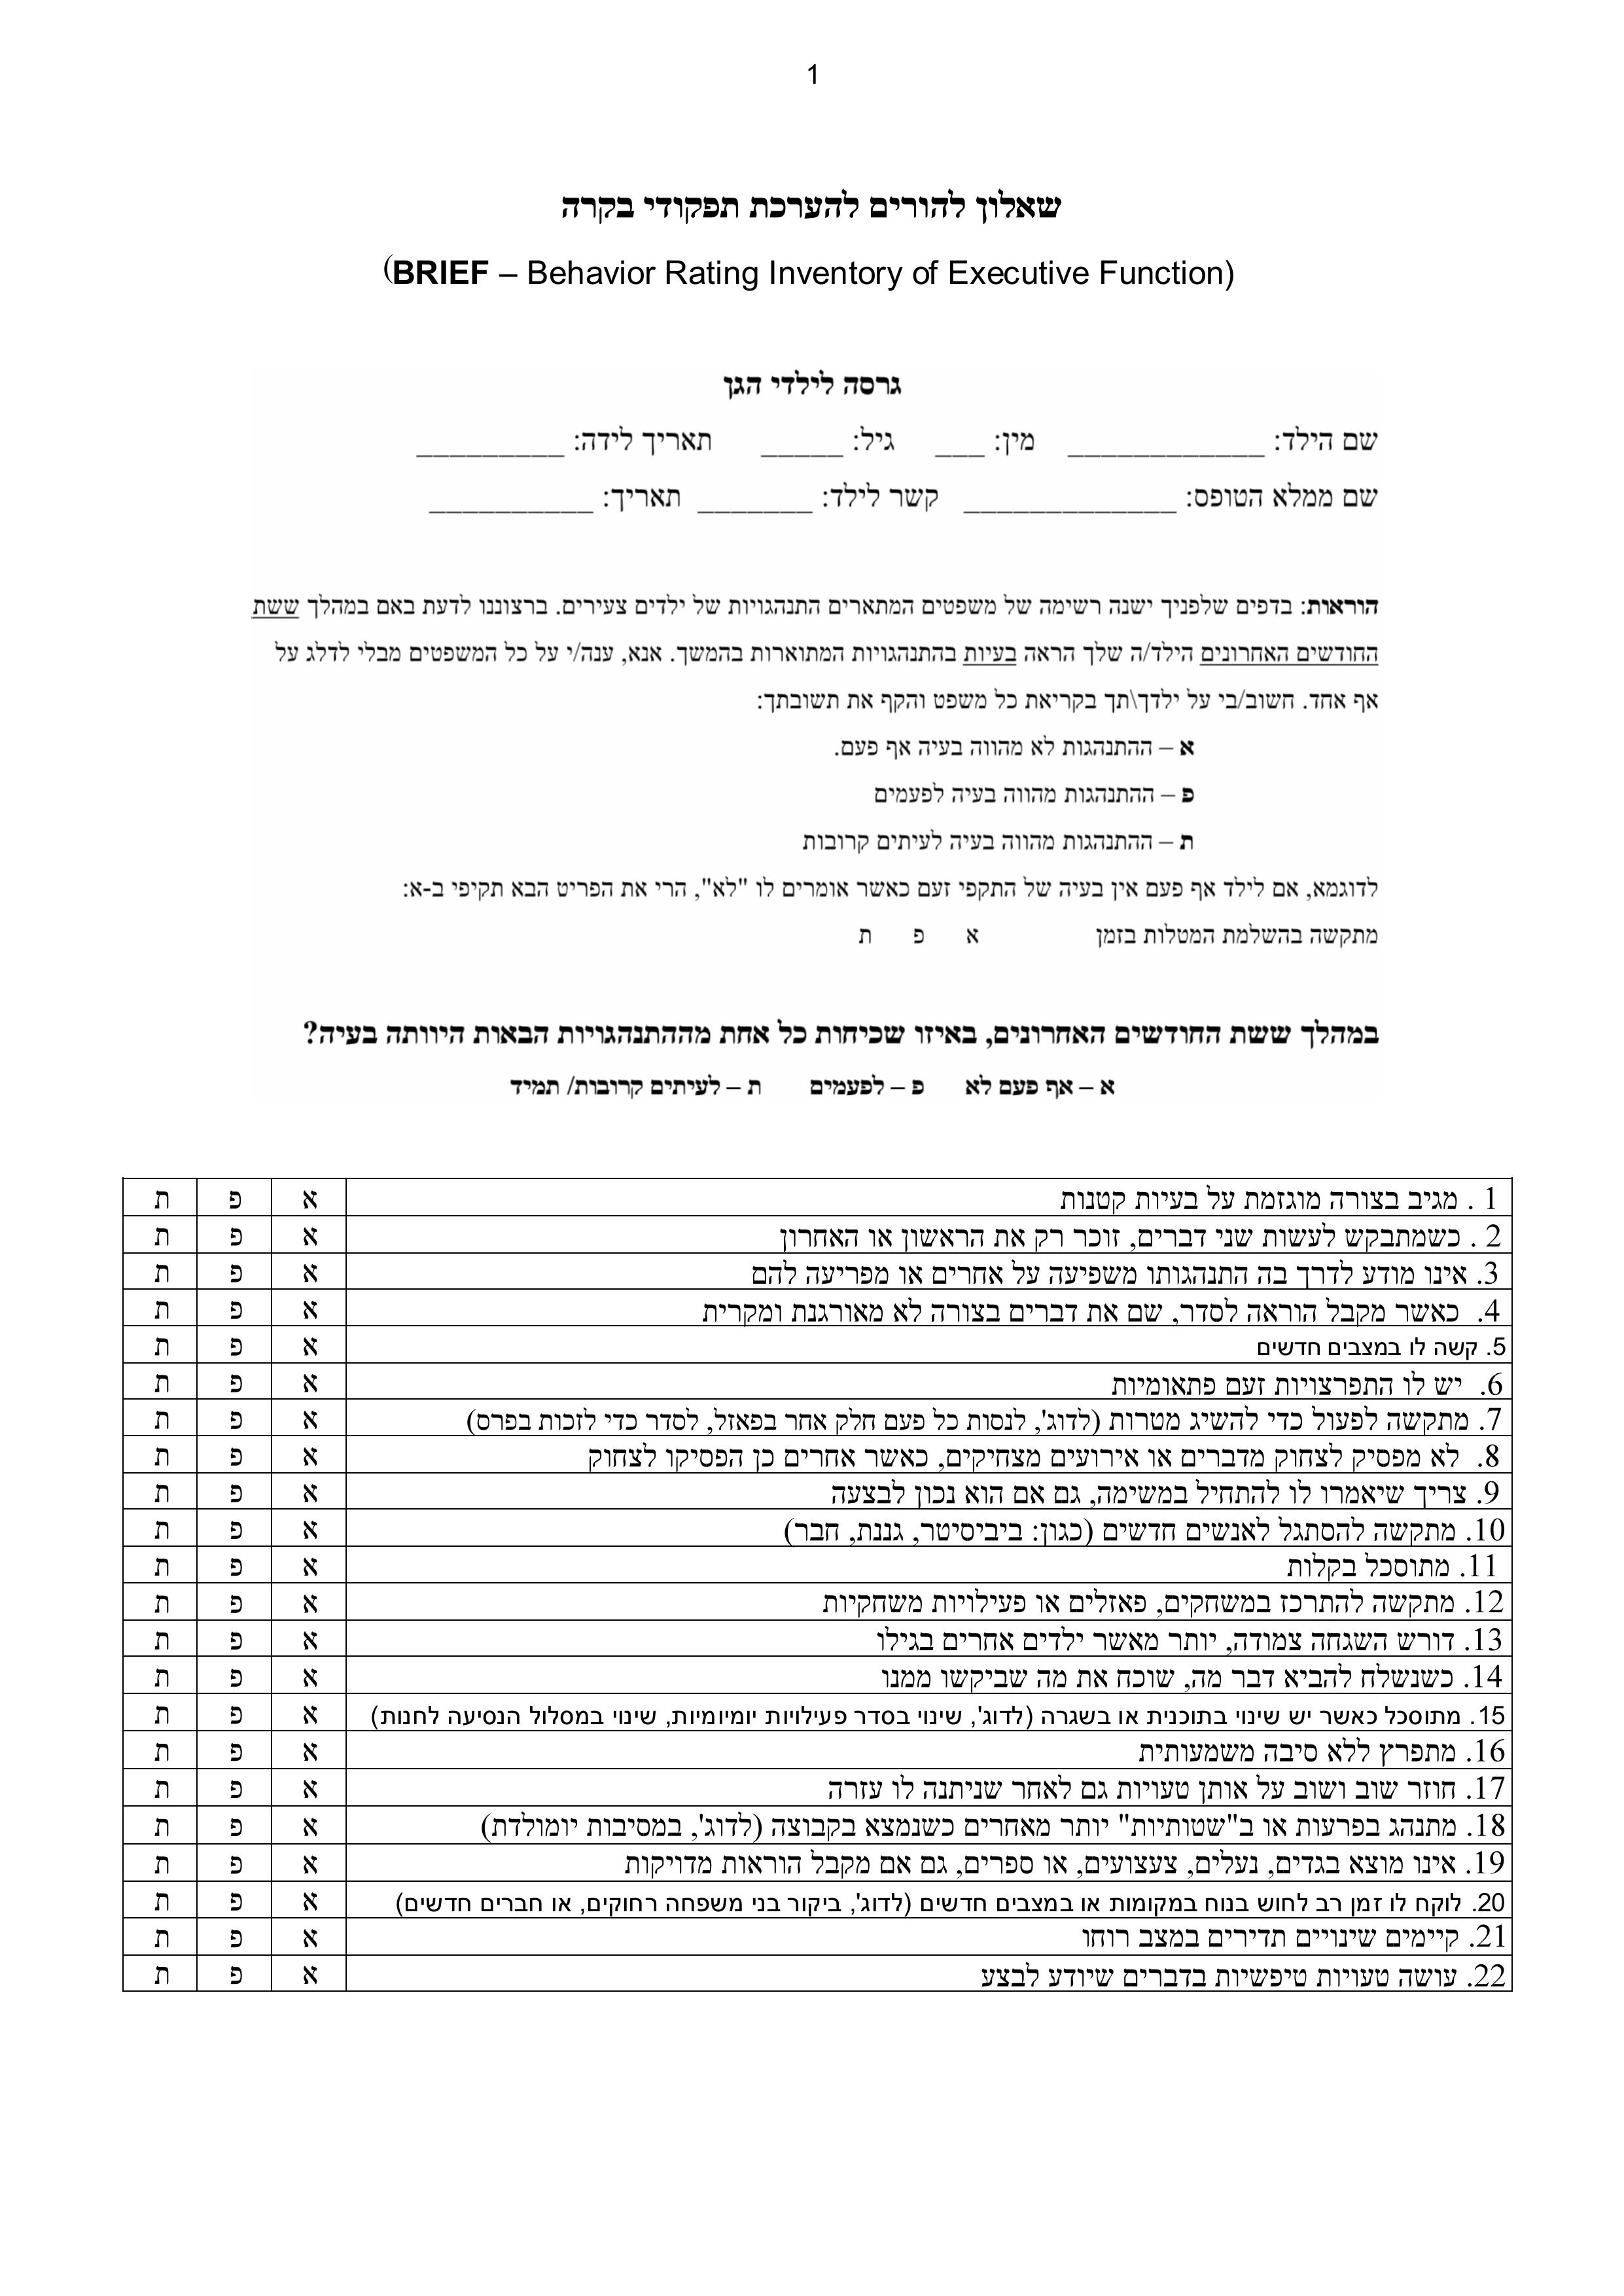 1
שאלון להורים להערכת תפקודי בקרה
(BRIEF – Behavior Rating Inventory of Executive Function)
גרסה לילדי הגן
שם הילד: ____________ מין: ___ גיל: _____ תאריך לידה: _________
שם ממלא הטופס: _____________ קשר לילד: _______ תאריך: __________
הוראות: בדפים שלפניך ישנה רשימה של משפטים המתארים התנהגויות של ילדים צעירים. ברצוננו לדעת באם במהלך ששת
החודשים האחרונים הילד/ה שלך הראה בעיות בהתנהגויות המתוארות בהמשך. אנא, ענה/י על כל המשפטים מבלי לדלג על
אף אחד. חשוב/בי על ילדך\תך בקריאת כל משפט והקף את תשובתך:
א – ההתנהגות לא מהווה בעיה אף פעם.
פ – ההתנהגות מהווה בעיה לפעמים
ת – ההתנהגות מהווה בעיה לעיתים קרובות
לדוגמא, אם לילד אף פעם אין בעיה של התקפי זעם כאשר אומרים לו "לא", הרי את הפריט הבא תקיפי ב-א:
מתקשה בהשלמת המטלות בזמן א פ ת
במהלך ששת החודשים האחרונים, באיזו שכיחות כל אחת מההתנהגויות הבאות היוותה בעיה?
א – אף פעם לא פ – לפעמים ת – לעיתים קרובות/ תמיד
1 . מגיב בצורה מוגזמת על בעיות קטנות א פ ת
2 . כשמתבקש לעשות שני דברים, זוכר רק את הראשון או האחרון א פ ת
3. אינו מודע לדרך בה התנהגותו משפיעה על אחרים או מפריעה להם א פ ת
4. כאשר מקבל הוראה לסדר, שם את דברים בצורה לא מאורגנת ומקרית א פ ת
5. קשה לו במצבים חדשים א פ ת
6. יש לו התפרצויות זעם פתאומיות א פ ת
7. מתקשה לפעול כדי להשיג מטרות (לדוג', לנסות כל פעם חלק אחר בפאזל, לסדר כדי לזכות בפרס) א פ ת
8. לא מפסיק לצחוק מדברים או אירועים מצחיקים, כאשר אחרים כן הפסיקו לצחוק א פ ת
9. צריך שיאמרו לו להתחיל במשימה, גם אם הוא נכון לבצעה א פ ת
10. מתקשה להסתגל לאנשים חדשים (כגון: ביביסיטר, גננת, חבר) א פ ת
11. מתוסכל בקלות א פ ת
12. מתקשה להתרכז במשחקים, פאזלים או פעילויות משחקיות א פ ת
13. דורש השגחה צמודה, יותר מאשר ילדים אחרים בגילו א פ ת
14. כשנשלח להביא דבר מה, שוכח את מה שביקשו ממנו א פ ת
15. מתוסכל כאשר יש שינוי בתוכנית או בשגרה (לדוג', שינוי בסדר פעילויות יומיומיות, שינוי במסלול הנסיעה לחנות) א פ ת
16. מתפרץ ללא סיבה משמעותית א פ ת
17. חוזר שוב ושוב על אותן טעויות גם לאחר שניתנה לו עזרה א פ ת
18. מתנהג בפרעות או ב"שטותיות" יותר מאחרים כשנמצא בקבוצה (לדוג', במסיבות יומולדת) א פ ת
19. אינו מוצא בגדים, נעלים, צעצועים, או ספרים, גם אם מקבל הוראות מדויקות א פ ת
20. לוקח לו זמן רב לחוש בנוח במקומות או במצבים חדשים (לדוג', ביקור בני משפחה רחוקים, או חברים חדשים) א פ ת
21. קיימים שינויים תדירים במצב רוחו א פ ת
22. עושה טעויות טיפשיות בדברים שיודע לבצע א פ ת